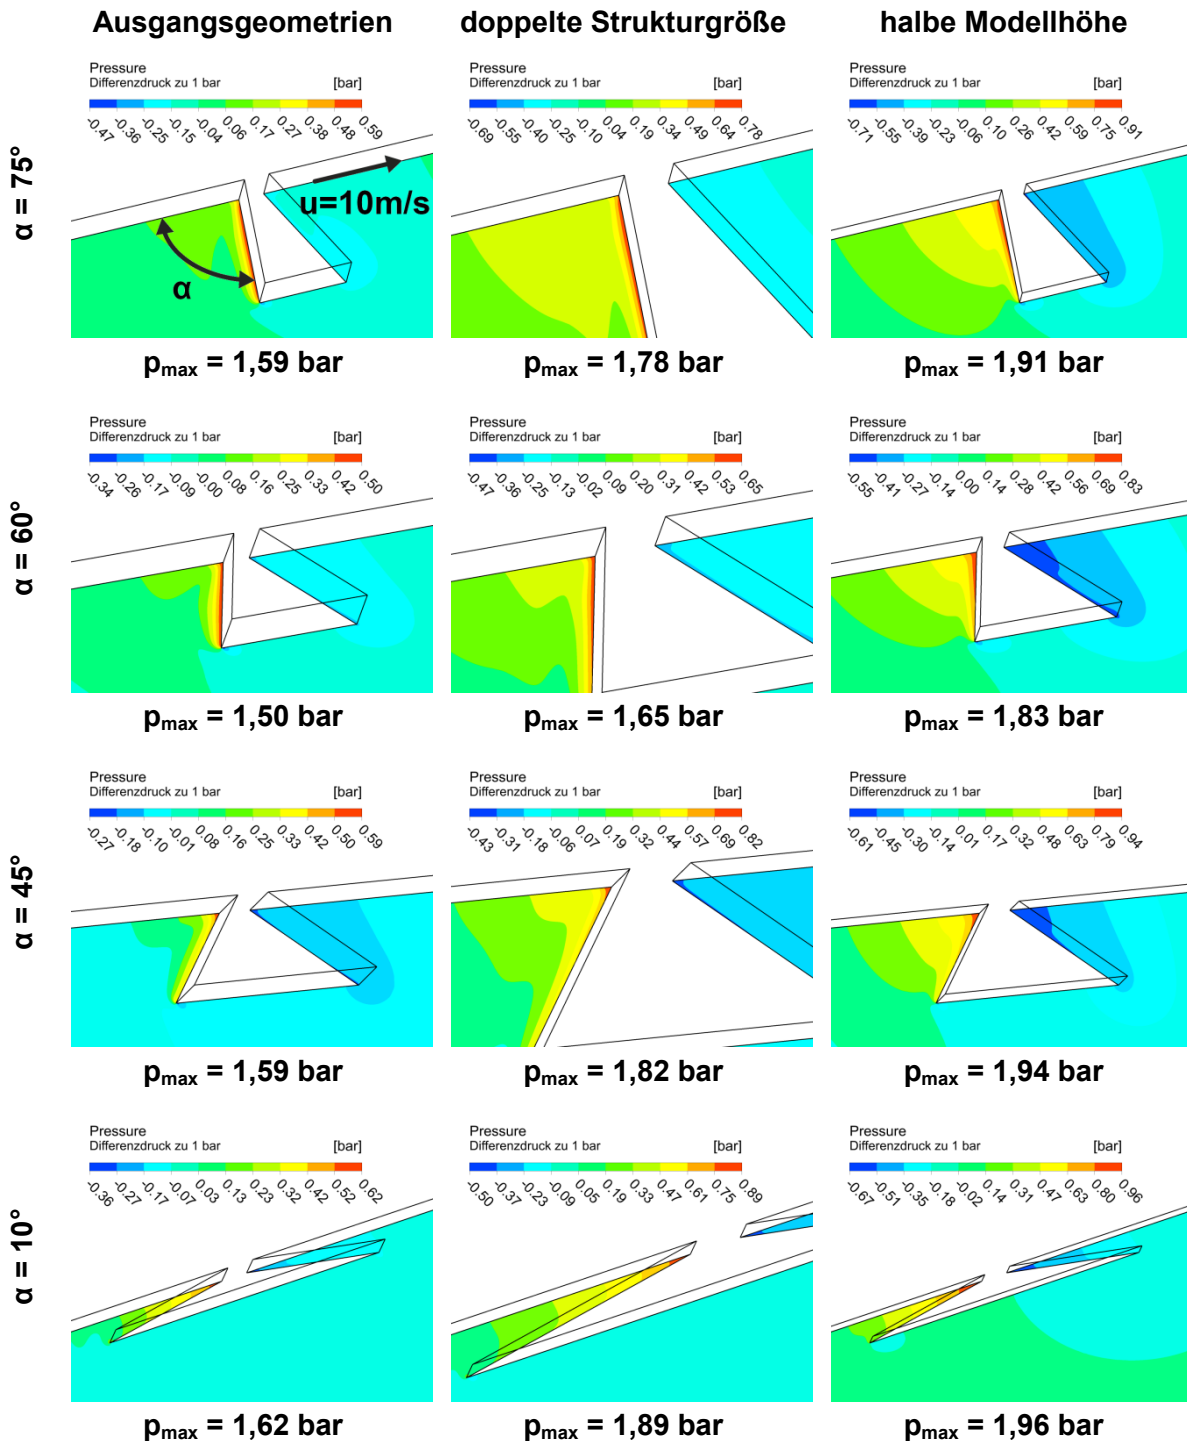 Ausgangsgeometrien doppelte Strukturgröße halbe Modellhöhe
α = 75°
Pressure
Differenzdruck zu 1 bar [bar]
-0.47 -0.36 -0.25 -0.15 -0.04 0.06 0.17 0.27 0.38 0.48 0.59
u=10m/s
α
p_max = 1,59 bar
Pressure
Differenzdruck zu 1 bar [bar]
-0.69 -0.55 -0.40 -0.25 -0.10 0.04 0.19 0.34 0.49 0.64 0.78
p_max = 1,78 bar
Pressure
Differenzdruck zu 1 bar [bar]
-0.71 -0.55 -0.39 -0.23 -0.06 0.10 0.26 0.42 0.59 0.75 0.91
p_max = 1,91 bar
α = 60°
Pressure
Differenzdruck zu 1 bar [bar]
-0.34 -0.26 -0.17 -0.09 -0.00 0.08 0.16 0.25 0.33 0.42 0.50
p_max = 1,50 bar
Pressure
Differenzdruck zu 1 bar [bar]
-0.47 -0.36 -0.25 -0.13 -0.02 0.09 0.20 0.31 0.42 0.53 0.65
p_max = 1,65 bar
Pressure
Differenzdruck zu 1 bar [bar]
-0.55 -0.41 -0.27 -0.14 0.00 0.14 0.28 0.42 0.56 0.69 0.83
p_max = 1,83 bar
α = 45°
Pressure
Differenzdruck zu 1 bar [bar]
-0.27 -0.18 -0.10 -0.01 0.08 0.16 0.25 0.33 0.42 0.50 0.59
p_max = 1,59 bar
Pressure
Differenzdruck zu 1 bar [bar]
-0.43 -0.31 -0.18 -0.06 0.07 0.19 0.32 0.44 0.57 0.69 0.82
p_max = 1,82 bar
Pressure
Differenzdruck zu 1 bar [bar]
-0.61 -0.45 -0.30 -0.14 0.01 0.17 0.32 0.48 0.63 0.79 0.94
p_max = 1,94 bar
α = 10°
Pressure
Differenzdruck zu 1 bar [bar]
-0.36 -0.27 -0.17 -0.07 0.03 0.13 0.23 0.32 0.42 0.52 0.62
p_max = 1,62 bar
Pressure
Differenzdruck zu 1 bar [bar]
-0.50 -0.37 -0.23 -0.09 0.05 0.19 0.33 0.47 0.61 0.75 0.89
p_max = 1,89 bar
Pressure
Differenzdruck zu 1 bar [bar]
-0.67 -0.51 -0.35 -0.18 -0.02 0.14 0.31 0.47 0.63 0.80 0.96
p_max = 1,96 bar